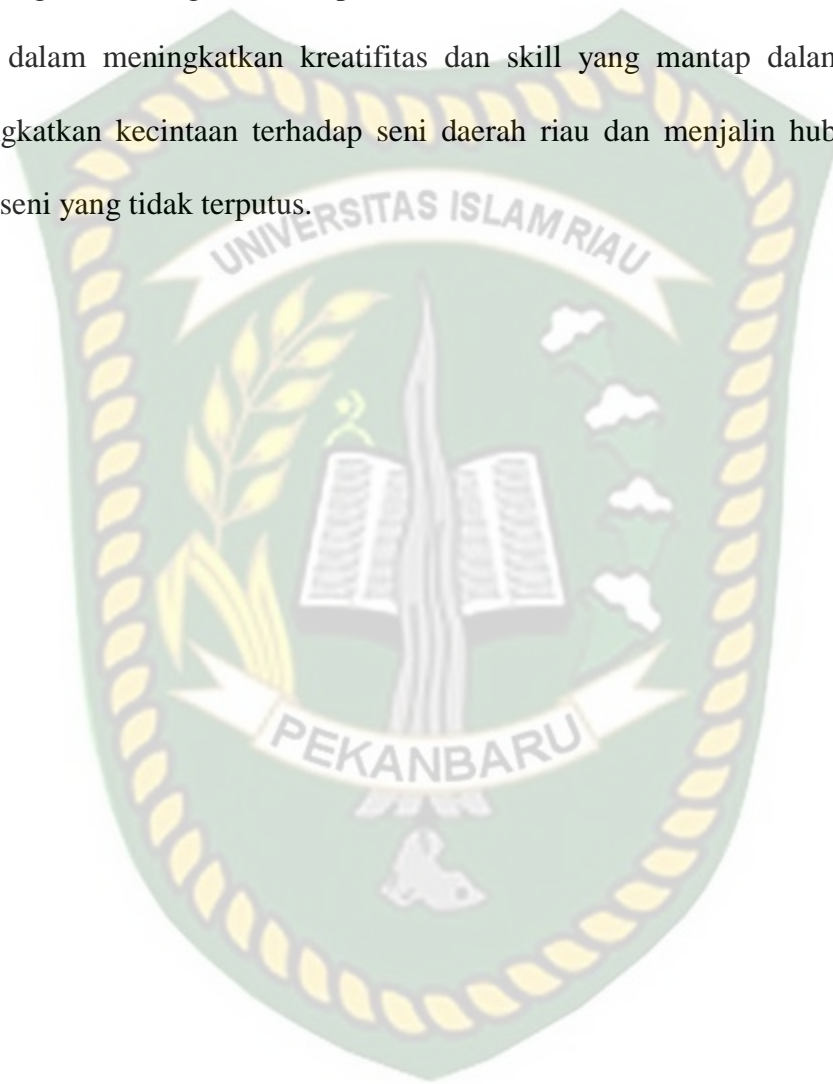 dalam meningkatkan kreatifitas dan skill yang mantap dalam
gkatkan kecintaan terhadap seni daerah riau dan menjalin hub
seni yang tidak terputus.
UNIVERSITAS ISLAM RIAU
PEKANBARU